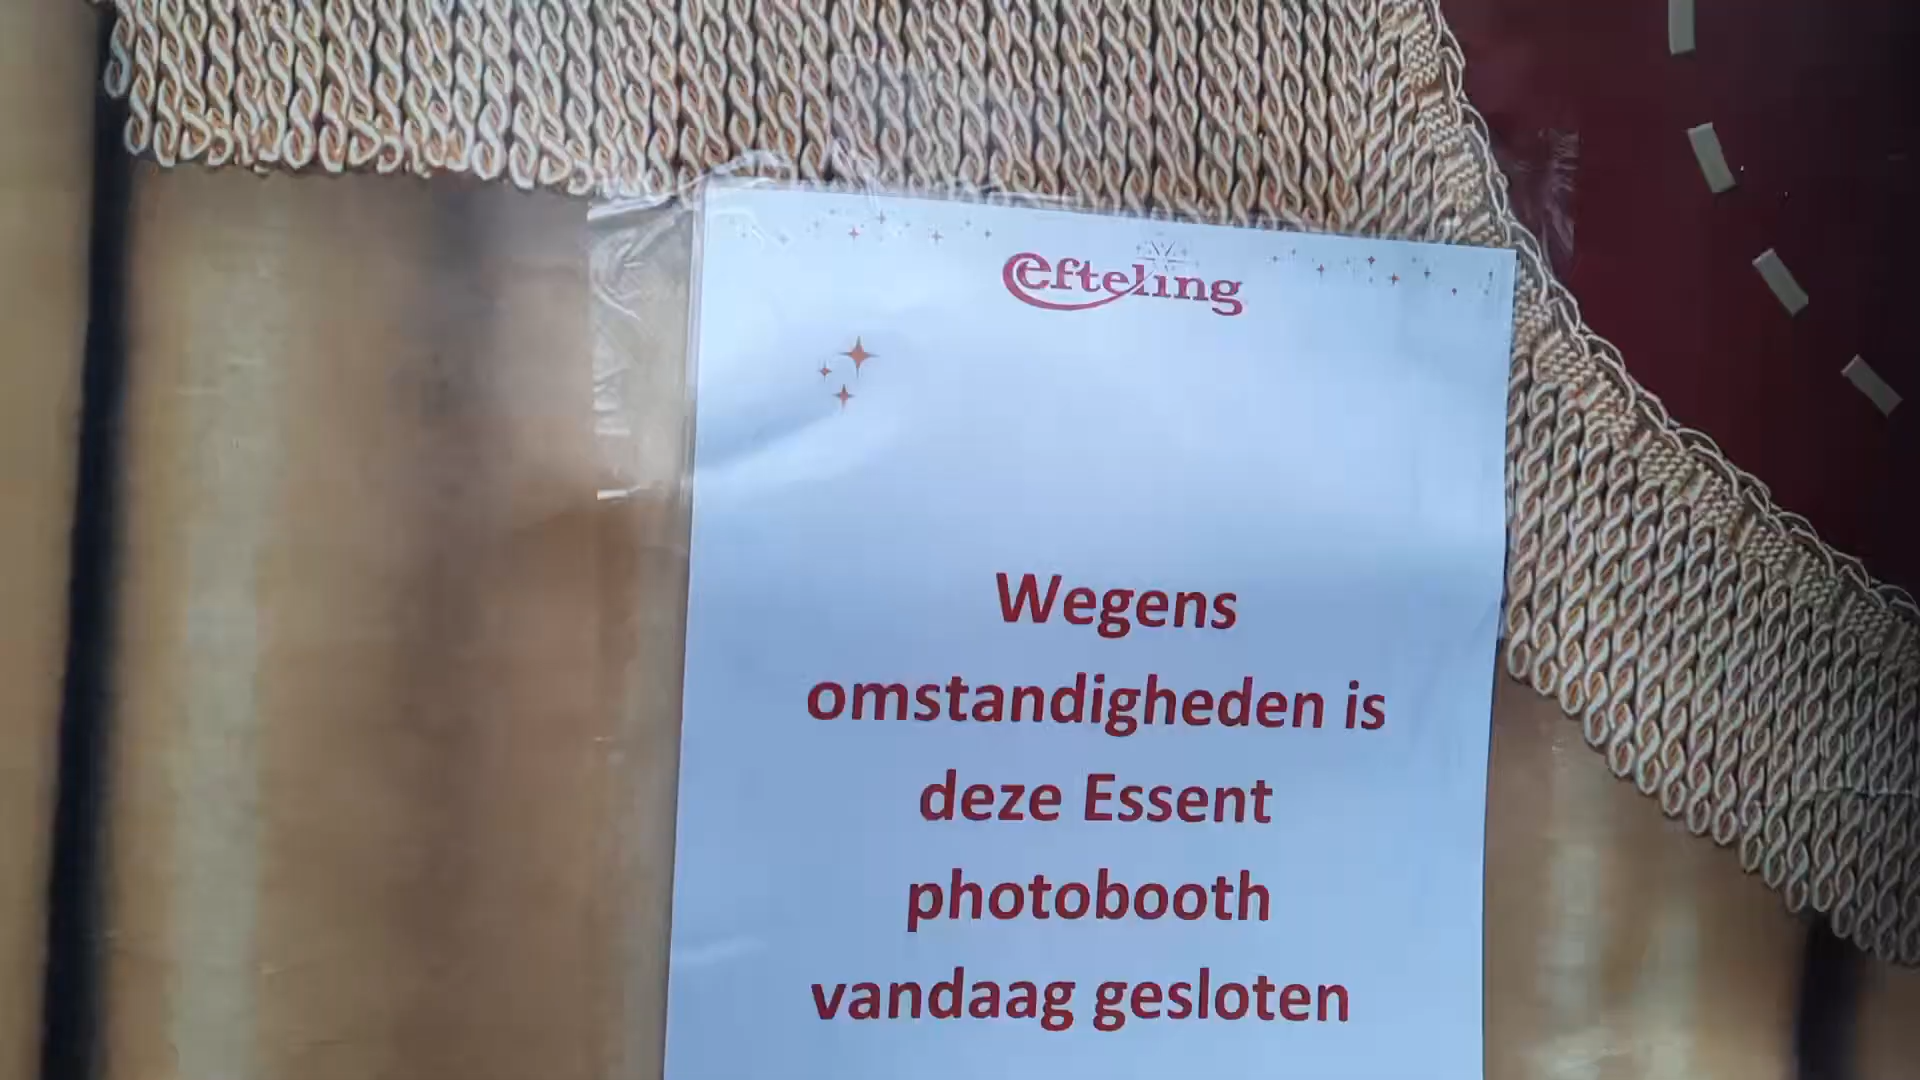 efteling
Wegens
omstandigheden is
deze Essent
photobooth
vandaag gesloten